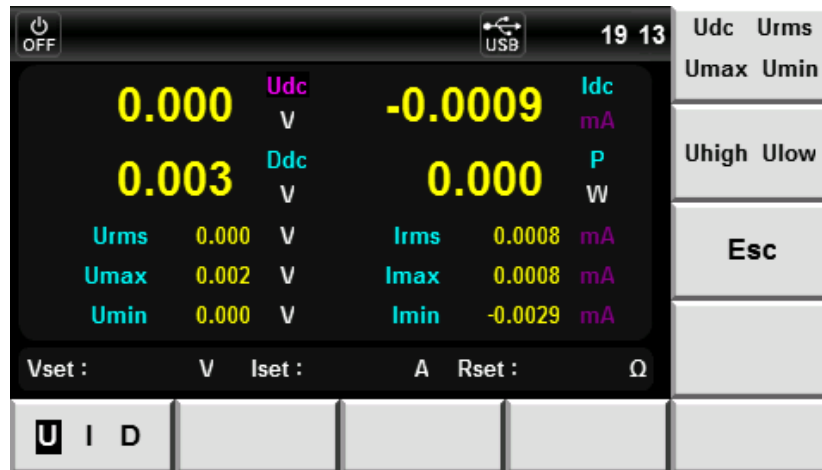 OFF USB 19 13
Udc Urms
Umax Umin
0.000 Udc V -0.0009 Idc mA
Uhigh Ulow
0.003 Ddc V 0.000 P W
Urms 0.000 V Irms 0.0008 mA
Esc
Umax 0.002 V Imax 0.0008 mA
Umin 0.000 V Imin -0.0029 mA
Vset : V Iset : A Rset : Ω
U I D